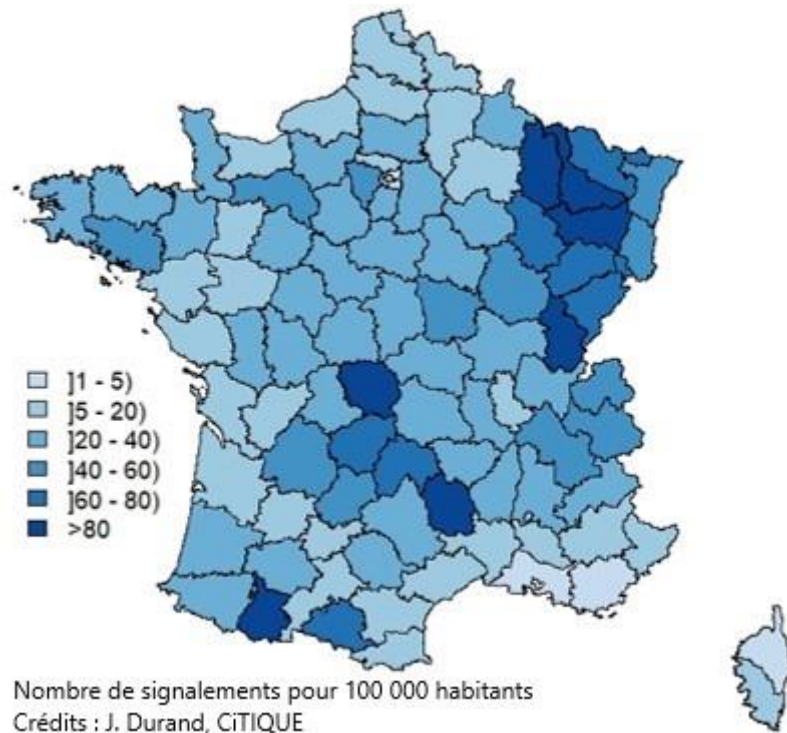 ]1 - 5)
]5 - 20)
]20 - 40)
]40 - 60)
]60 - 80)
>80
Nombre de signalements pour 100 000 habitants
Crédits : J. Durand, CiTIQUE